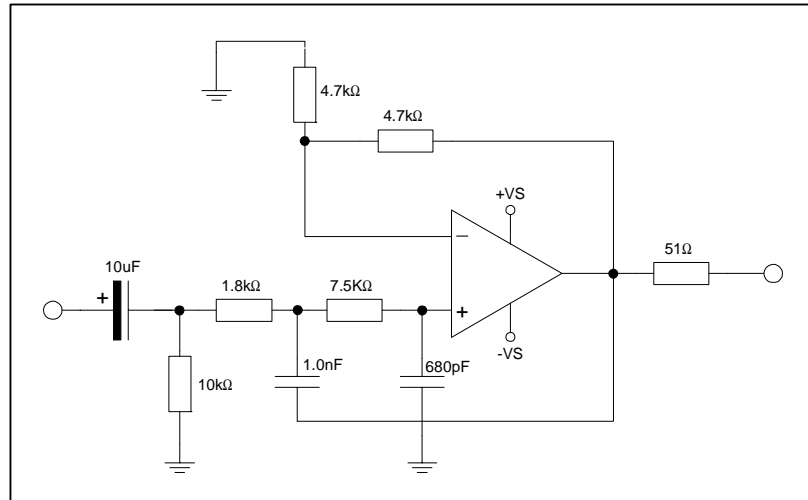 4.7kΩ
4.7kΩ
+VS
−
51Ω
10uF
+
1.8kΩ
7.5KΩ
+
-VS
1.0nF
680pF
10kΩ